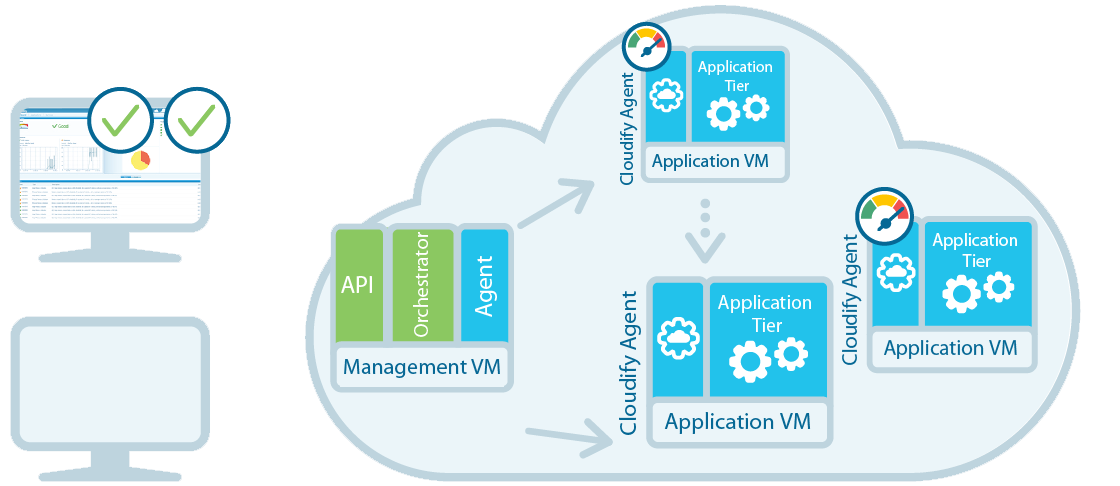 Good
API
Orchestrator
Agent
Management VM
Cloudify Agent
Application
Tier
Application VM
Cloudify Agent
Application
Tier
Application VM
Cloudify Agent
Application
Tier
Application VM